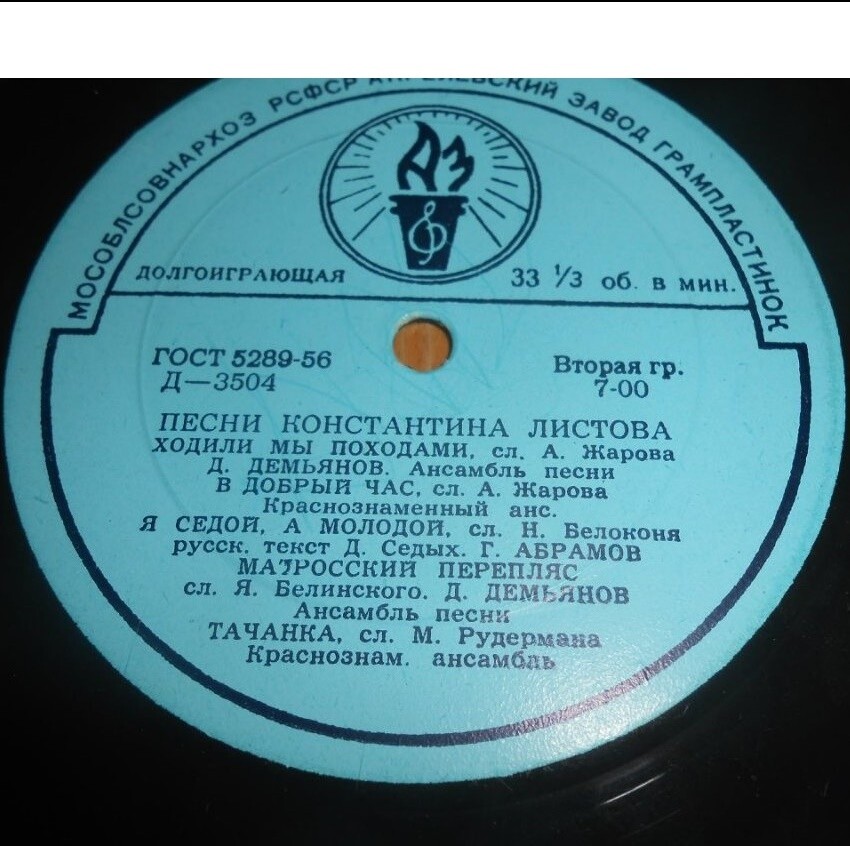 МОСОБЛСОВНАРХОЗ РСФСР АПРЕЛЕВСКИЙ ЗАВОД ГРАМПЛАСТИНОК
АЗ
ДОЛГОИГРАЮЩАЯ 33 1/3 об. в мин.
ГОСТ 5289-56 Вторая гр.
Д—3504 7-00
ПЕСНИ КОНСТАНТИНА ЛИСТОВА
ХОДИЛИ МЫ ПОХОДАМИ, сл. А. Жарова
Д. ДЕМЬЯНОВ. Ансамбль песни
В ДОБРЫЙ ЧАС, сл. А. Жарова
Краснознаменный анс.
Я СЕДОЙ, А МОЛОДОЙ, сл. Н. Белоконя
русск. текст Д. Седых. Г. АБРАМОВ
МАТРОССКИЙ ПЕРЕПЛЯС
сл. Я. Белинского. Д. ДЕМЬЯНОВ
Ансамбль песни
ТАЧАНКА, сл. М. Рудермана
Краснознам. ансамбль